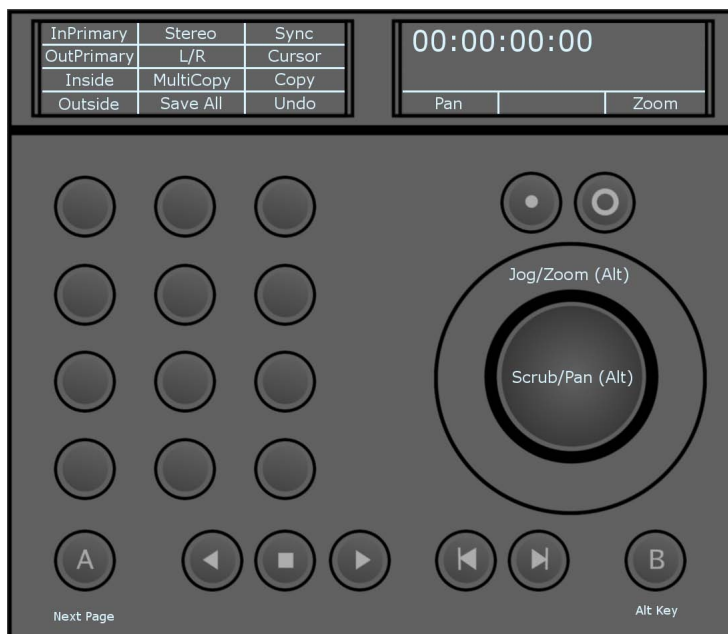 InPrimary Stereo Sync
OutPrimary L/R Cursor
Inside MultiCopy Copy
Outside Save All Undo
00:00:00:00
Pan Zoom
Jog/Zoom (Alt)
Scrub/Pan (Alt)
A
B
Next Page
Alt Key